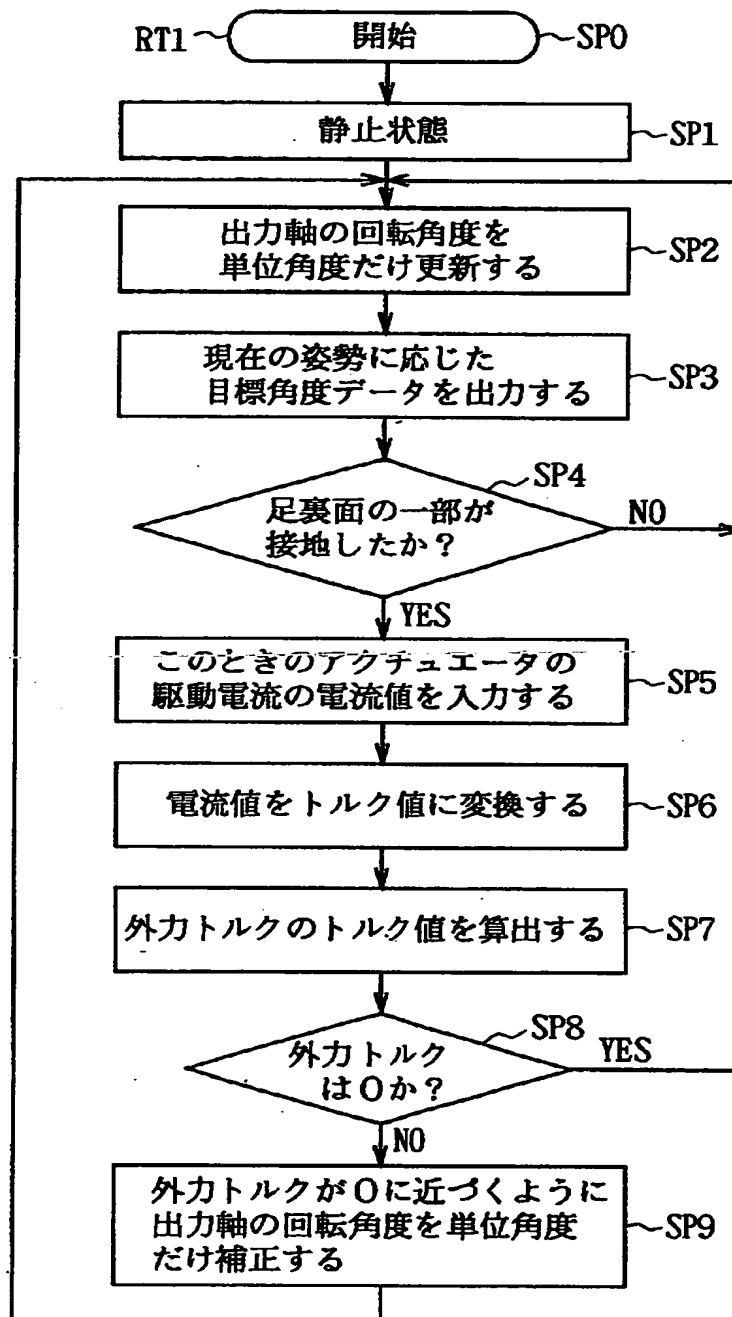 RT1
開始
SP0
静止状態
SP1
出力軸の回転角度を
単位角度だけ更新する
SP2
現在の姿勢に応じた
目標角度データを出力する
SP3
SP4
足裏面の一部が
接地したか?
NO
YES
このときのアクチュエータの
駆動電流の電流値を入力する
SP5
電流値をトルク値に変換する
SP6
外力トルクのトルク値を算出する
SP7
SP8
外力トルク
は0か?
YES
NO
外力トルクが0に近づくように
出力軸の回転角度を単位角度
だけ補正する
SP9